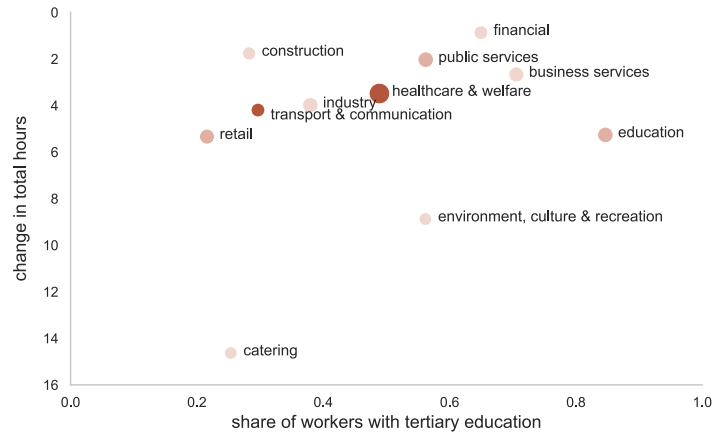 0
financial
construction
public services
2
business services
healthcare & welfare
industry
4
transport & communication
retail
education
6
8
environment, culture & recreation
10
12
14
catering
16
0.0
0.2
0.4
0.6
0.8
1.0
share of workers with tertiary education
change in total hours